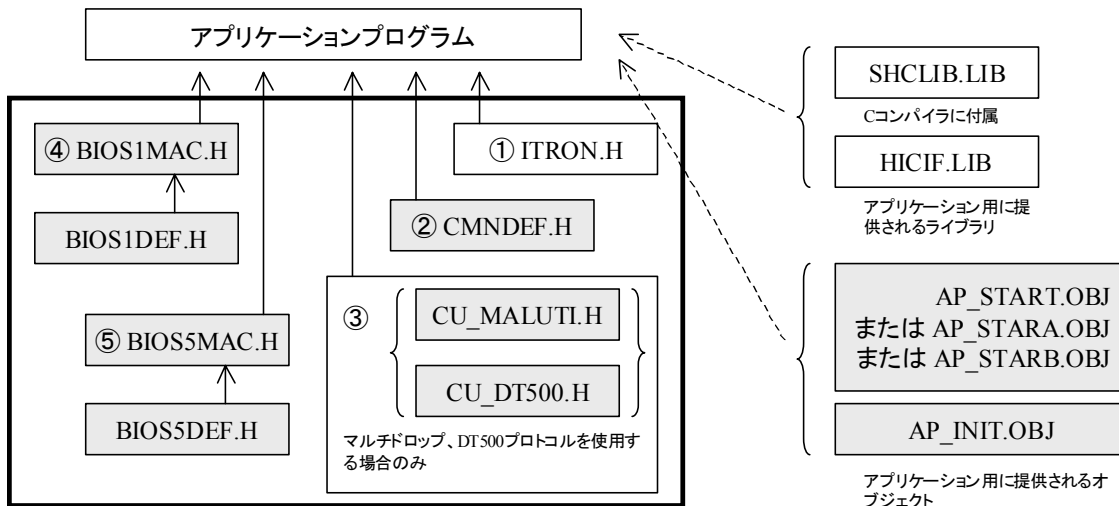 アプリケーションプログラム
④ BIOS1MAC.H
BIOS1DEF.H
⑤ BIOS5MAC.H
BIOS5DEF.H
① ITRON.H
② CMNDEF.H
③
CU_MALUTI.H
CU_DT500.H
マルチドロップ、DT500プロトコルを使用す
る場合のみ
SHCLIB.LIB
Cコンパイラに付属
HICIF.LIB
アプリケーション用に提
供されるライブラリ
AP_START.OBJ
または AP_STARA.OBJ
または AP_STARB.OBJ
AP_INIT.OBJ
アプリケーション用に提供されるオ
ブジェクト